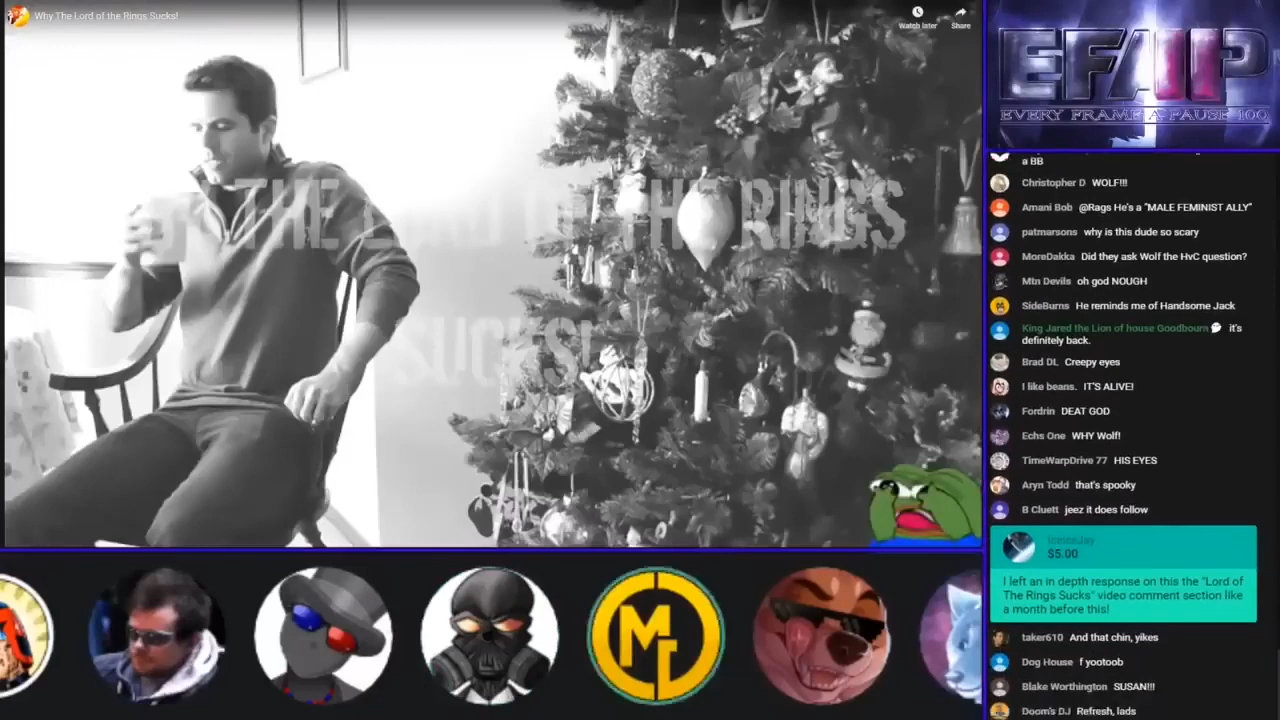 Why The Lord of the Rings Sucks!
Watch later
Share
THE LORD OF THE RINGS
SUCKS!
EFAP
EVERY FRAME A PAUSE 100
a BB
Christopher D WOLF!!!
Amani Bob @Rags He's a "MALE FEMINIST ALLY"
patmarsons why is this dude so scary
MoreDakka Did they ask Wolf the HvC question?
Mtn Devils oh god NOUGH
SideBurns He reminds me of Handsome Jack
King Jared the Lion of house Goodbourn it's
definitely back.
Brad DL Creepy eyes
I like beans. IT'S ALIVE!
Fordrin DEAT GOD
Echs One WHY Wolf!
TimeWarpDrive 77 HIS EYES
Aryn Todd that's spooky
B Cluett jeez it does follow
$5.00
I left an in depth response on this the "Lord of
The Rings Sucks" video comment section like
a month before this!
taker610 And that chin, yikes
Dog House f yootoob
Blake Worthington SUSAN!!!
Doom's DJ Refresh, lads